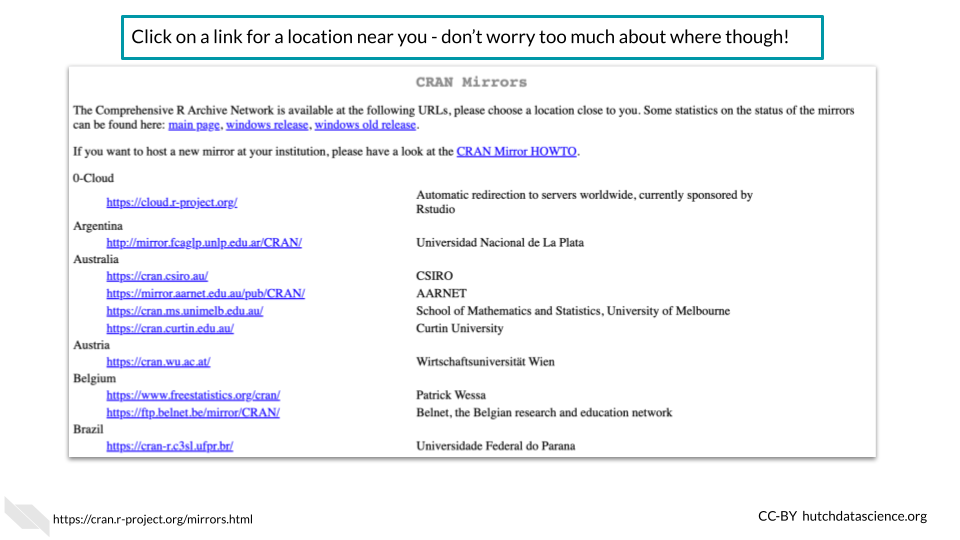 Click on a link for a location near you - don't worry too much about where though!
CRAN Mirrors
The Comprehensive R Archive Network is available at the following URLs, please choose a location close to you. Some statistics on the status of the mirrors
can be found here: main page, windows release, windows old release.
If you want to host a new mirror at your institution, please have a look at the CRAN Mirror HOWTO.
0-Cloud
https://cloud.r-project.org/ Automatic redirection to servers worldwide, currently sponsored by
Rstudio
Argentina
http://mirror.fcaglp.unlp.edu.ar/CRAN/ Universidad Nacional de La Plata
Australia
https://cran.csiro.au/ CSIRO
https://mirror.aarnet.edu.au/pub/CRAN/ AARNET
https://cran.ms.unimelb.edu.au/ School of Mathematics and Statistics, University of Melbourne
https://cran.curtin.edu.au/ Curtin University
Austria
https://cran.wu.ac.at/ Wirtschaftsuniversität Wien
Belgium
https://www.freestatistics.org/cran/ Patrick Wessa
https://ftp.belnet.be/mirror/CRAN/ Belnet, the Belgian research and education network
Brazil
https://cran-r.c3sl.ufpr.br/ Universidade Federal do Parana
https://cran.r-project.org/mirrors.html
CC-BY hutchdatascience.org